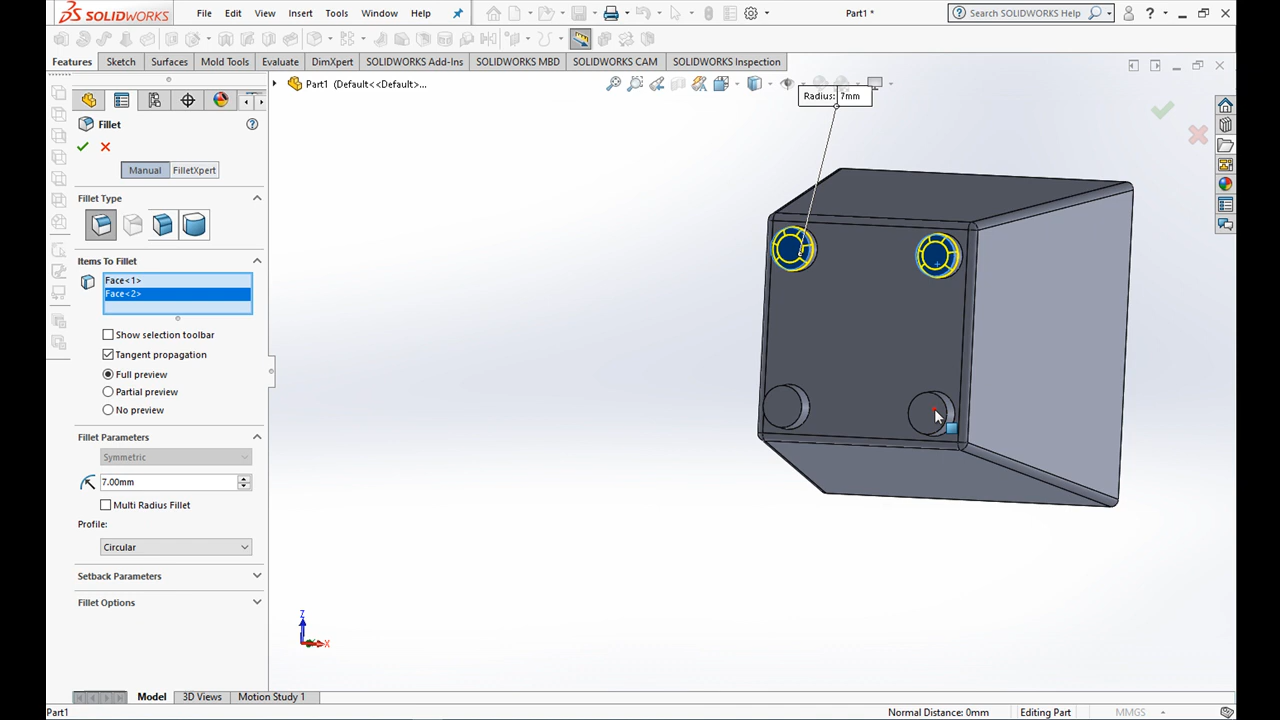 SOLIDWORKS File Edit View Insert Tools Window Help Part1 * Search SOLIDWORKS Help
Features Sketch Surfaces Mold Tools Evaluate DimXpert SOLIDWORKS Add-Ins SOLIDWORKS MBD SOLIDWORKS CAM SOLIDWORKS Inspection
Part1 (Default<<Default>...
Radius: 7mm
Fillet
Manual FilletXpert
Fillet Type
Items To Fillet
Face<1>
Face<2>
Show selection toolbar
Tangent propagation
Full preview
Partial preview
No preview
Fillet Parameters
Symmetric
7.00mm
Multi Radius Fillet
Profile:
Circular
Setback Parameters
Fillet Options
Z
X
Model 3D Views Motion Study 1
Part1 Normal Distance: 0mm Editing Part MMGS